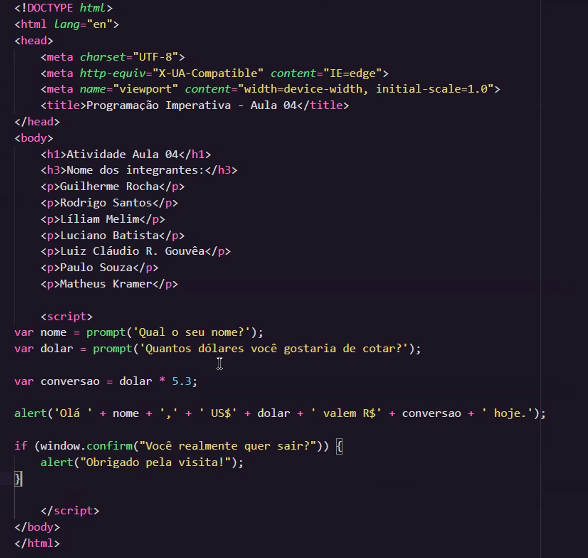 <!DOCTYPE html>
<html lang="en">
<head>
    <meta charset="UTF-8">
    <meta http-equiv="X-UA-Compatible" content="IE=edge">
    <meta name="viewport" content="width=device-width, initial-scale=1.0">
    <title>Programação Imperativa - Aula 04</title>
</head>
<body>
    <h1>Atividade Aula 04</h1>
    <h3>Nome dos integrantes:</h3>
    <p>Guilherme Rocha</p>
    <p>Rodrigo Santos</p>
    <p>Líliam Melim</p>
    <p>Luciano Batista</p>
    <p>Luiz Cláudio R. Gouvêa</p>
    <p>Paulo Souza</p>
    <p>Matheus Kramer</p>

    <script>
var nome = prompt('Qual o seu nome?');
var dolar = prompt('Quantos dólares você gostaria de cotar?');

var conversao = dolar * 5.3;

alert('Olá ' + nome + ',' + ' US$' + dolar + ' valem R$' + conversao + ' hoje.');

if (window.confirm("Você realmente quer sair?")) {
    alert("Obrigado pela visita!");
}

    </script>
</body>
</html>